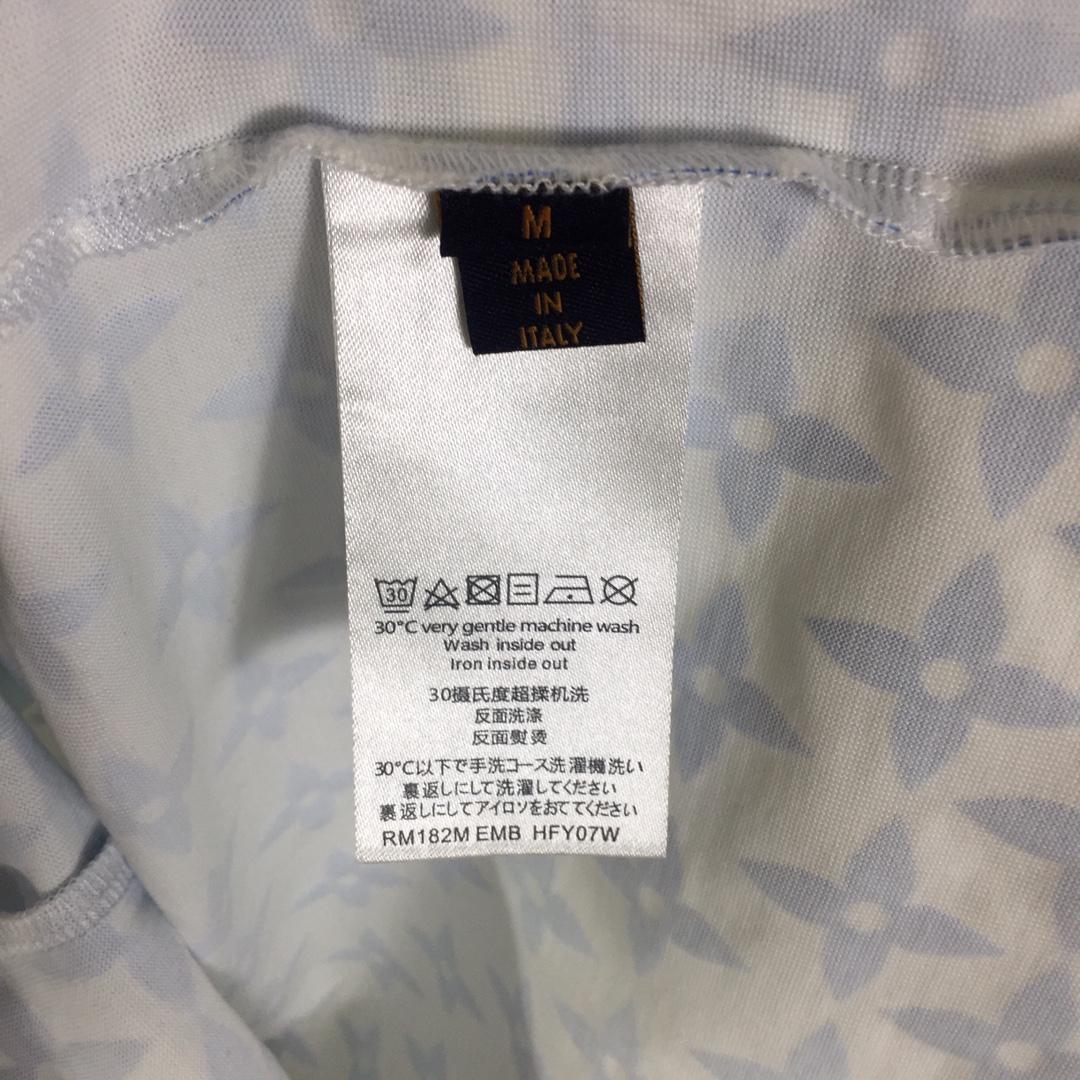 M
MADE
IN
ITALY
30
30°C very gentle machine wash
Wash inside out
Iron inside out
30摄氏度超揉机洗
反面洗涤
反面熨烫
30°C以下で手洗コース洗濯機洗い
裏返しにして洗濯してください
裏返しにしてアイロソをおててください
RM182M EMB HFY07W